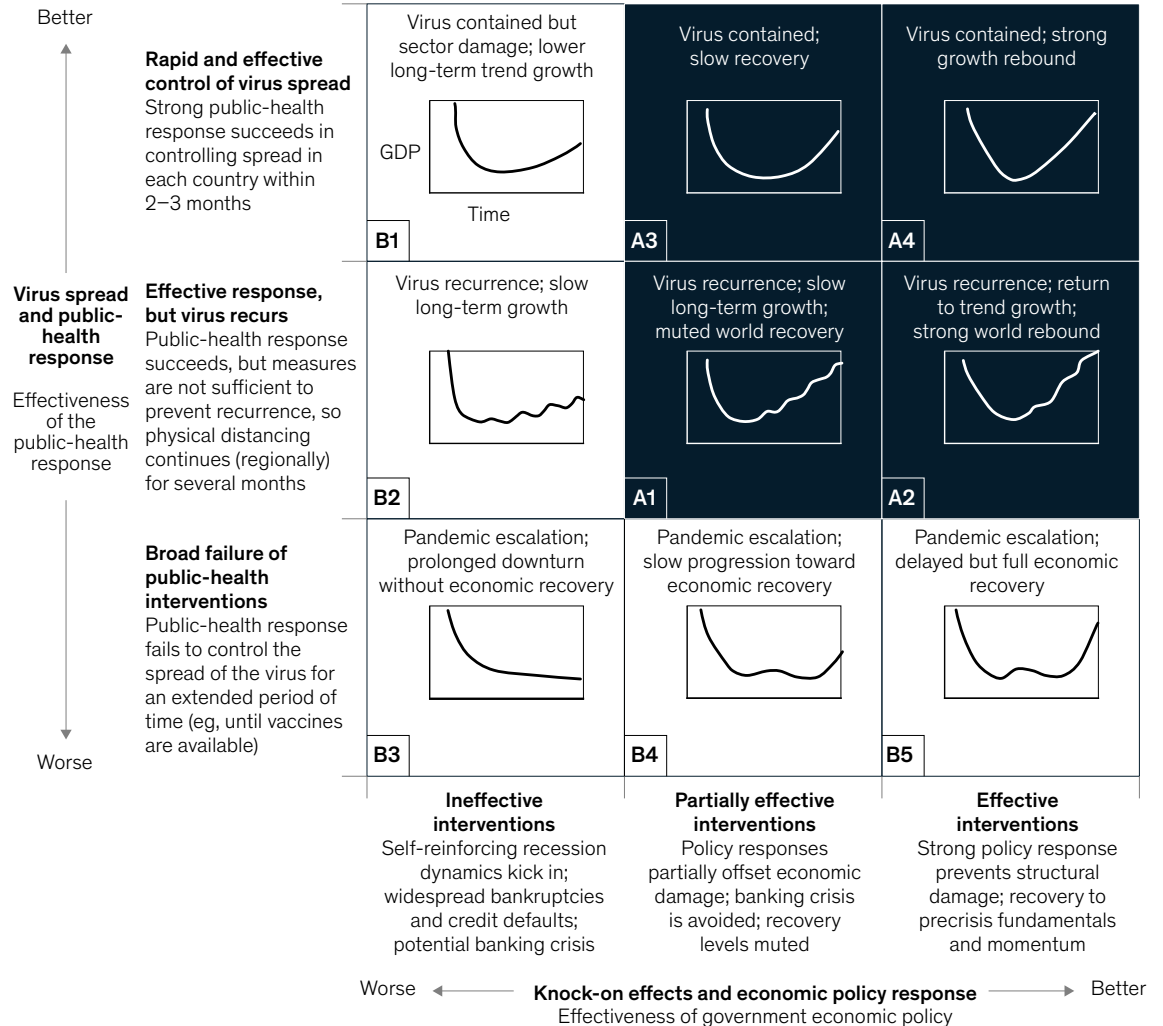 Better
Rapid and effective
control of virus spread
Strong public-health
response succeeds in
controlling spread in
each country within
2–3 months
Virus contained but
sector damage; lower
long-term trend growth
GDP
Time
B1
Virus contained;
slow recovery
A3
Virus contained; strong
growth rebound
A4
Virus spread
and public-
health
response
Effectiveness
of the
public-health
response
Effective response,
but virus recurs
Public-health response
succeeds, but measures
are not sufficient to
prevent recurrence, so
physical distancing
continues (regionally)
for several months
Virus recurrence; slow
long-term growth
B2
Virus recurrence; slow
long-term growth;
muted world recovery
A1
Virus recurrence; return
to trend growth;
strong world rebound
A2
Broad failure of
public-health
interventions
Public-health response
fails to control the
spread of the virus for
an extended period of
time (eg, until vaccines
are available)
Worse
Pandemic escalation;
prolonged downturn
without economic recovery
B3
Pandemic escalation;
slow progression toward
economic recovery
B4
Pandemic escalation;
delayed but full economic
recovery
B5
Ineffective
interventions
Self-reinforcing recession
dynamics kick in;
widespread bankruptcies
and credit defaults;
potential banking crisis
Partially effective
interventions
Policy responses
partially offset economic
damage; banking crisis
is avoided; recovery
levels muted
Effective
interventions
Strong policy response
prevents structural
damage; recovery to
precrisis fundamentals
and momentum
Worse
Knock-on effects and economic policy response
Effectiveness of government economic policy
Better